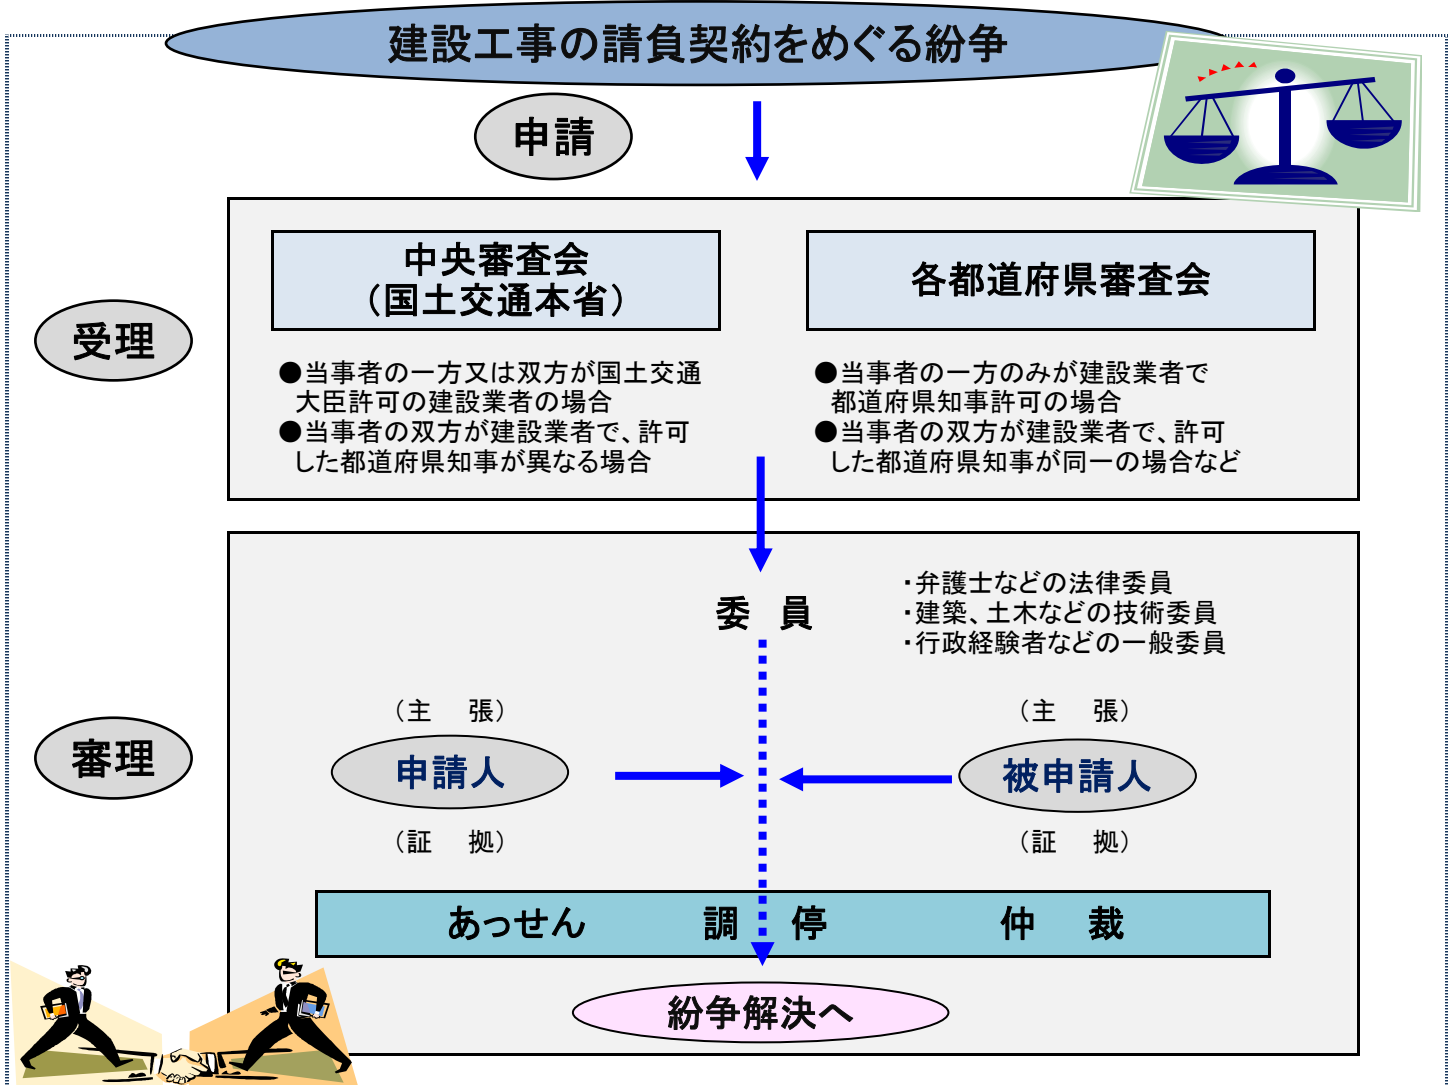 建設工事の請負契約をめぐる紛争
申請
受理
中央審査会
（国土交通本省）
●当事者の一方又は双方が国土交通
大臣許可の建設業者の場合
●当事者の双方が建設業者で、許可
した都道府県知事が異なる場合
各都道府県審査会
●当事者の一方のみが建設業者で
都道府県知事許可の場合
●当事者の双方が建設業者で、許可
した都道府県知事が同一の場合など
審理
委　員
・弁護士などの法律委員
・建築、土木などの技術委員
・行政経験者などの一般委員
（主　張）
申請人
（証　拠）
（主　張）
被申請人
（証　拠）
あっせん　調　停　仲　裁
紛争解決へ